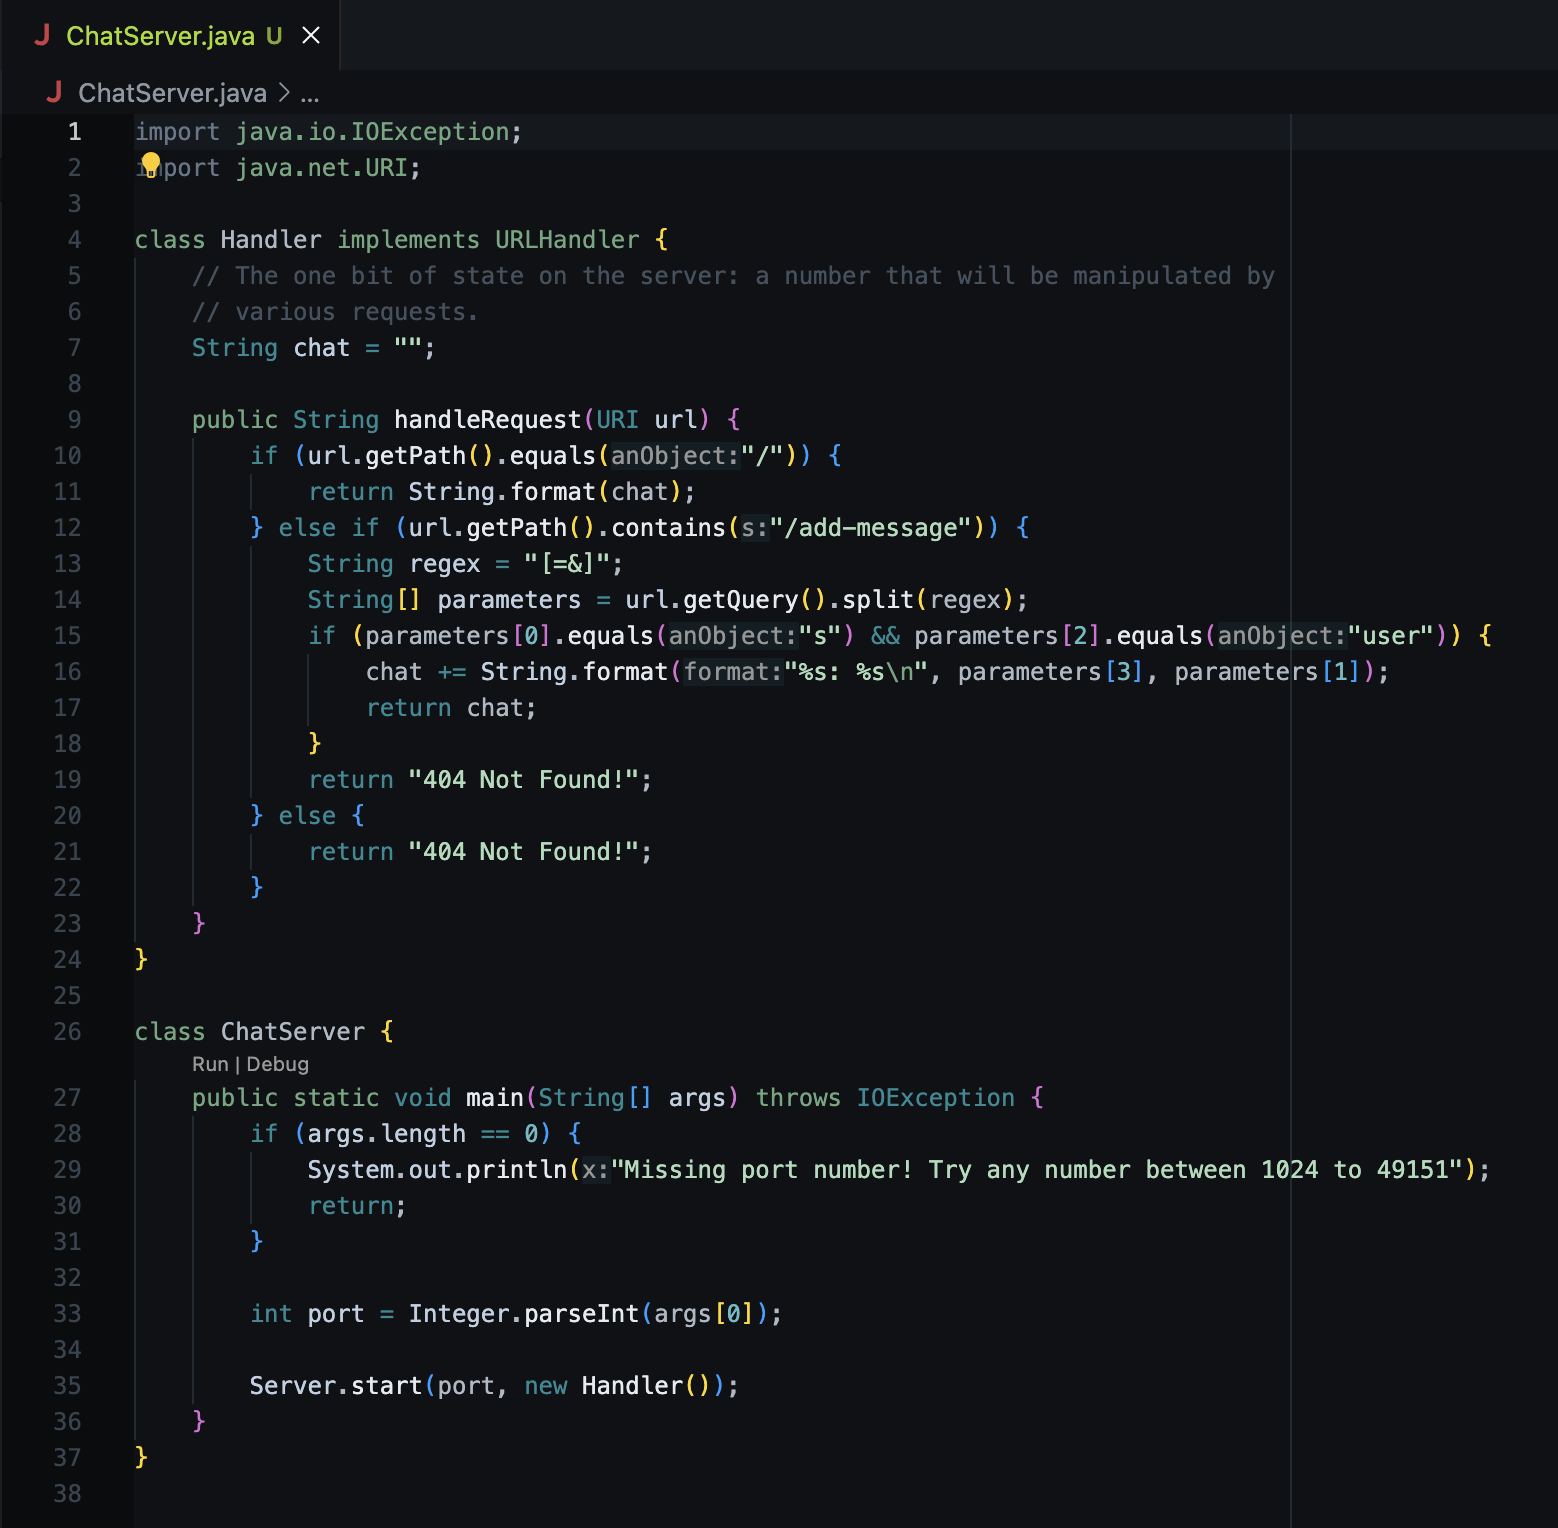 J ChatServer.java U ×
J ChatServer.java > ...
1 import java.io.IOException;
2 import java.net.URI;
3
4 class Handler implements URLHandler {
5     // The one bit of state on the server: a number that will be manipulated by
6     // various requests.
7     String chat = "";
8
9     public String handleRequest(URI url) {
10         if (url.getPath().equals(anObject:"/")) {
11             return String.format(chat);
12         } else if (url.getPath().contains(s:"/add-message")) {
13             String regex = "[=&]";
14             String[] parameters = url.getQuery().split(regex);
15             if (parameters[0].equals(anObject:"s") && parameters[2].equals(anObject:"user")) {
16                 chat += String.format(format:"%s: %s\n", parameters[3], parameters[1]);
17                 return chat;
18             }
19             return "404 Not Found!";
20         } else {
21             return "404 Not Found!";
22         }
23     }
24 }
25
26 class ChatServer {
Run | Debug
27     public static void main(String[] args) throws IOException {
28         if (args.length == 0) {
29             System.out.println(x:"Missing port number! Try any number between 1024 to 49151");
30             return;
31         }
32
33         int port = Integer.parseInt(args[0]);
34
35         Server.start(port, new Handler());
36     }
37 }
38